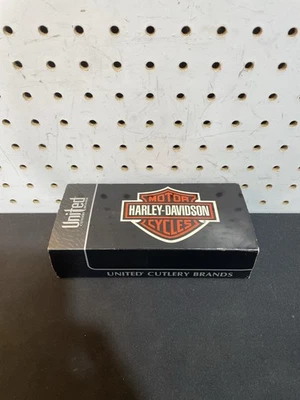 United
MOTOR
HARLEY-DAVIDSON
CYCLES
UNITED® CUTLERY BRANDS